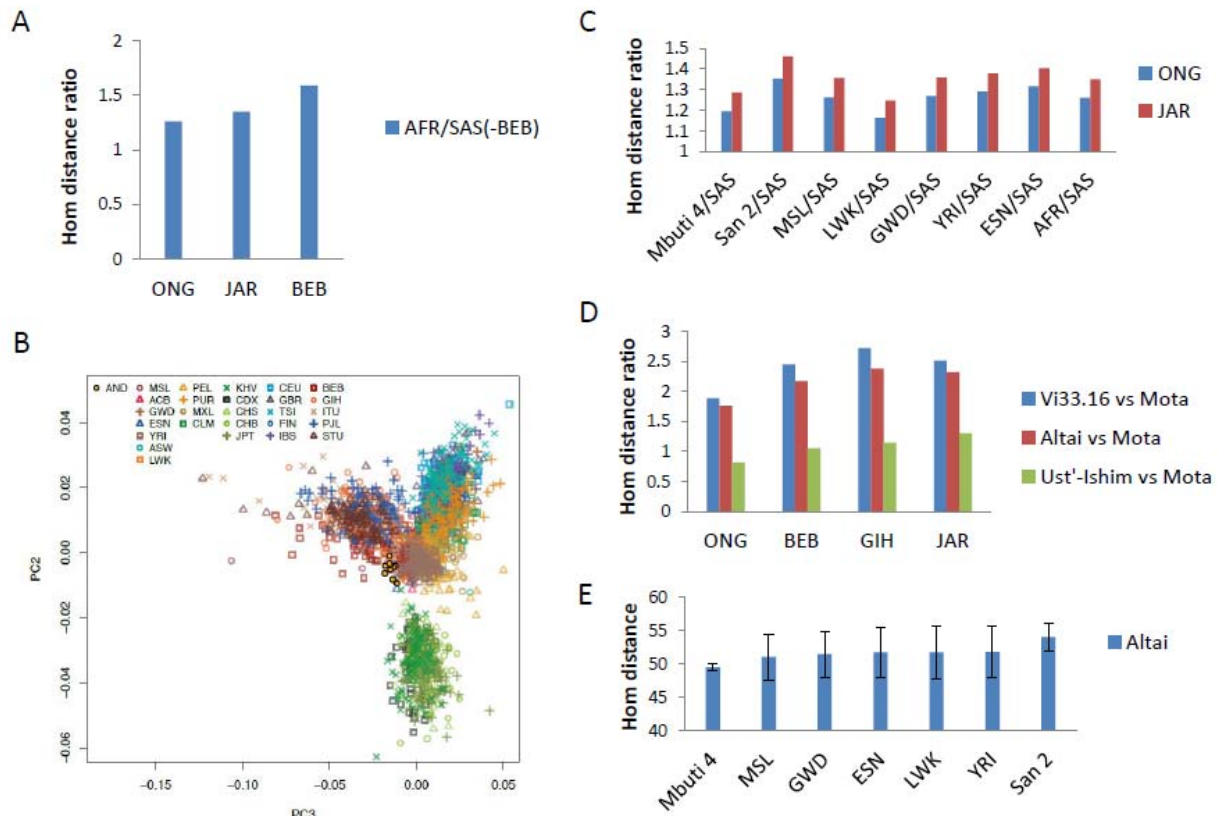 A
2
1.5
1
0.5
0
Hom distance ratio
ONG JAR BEB
AFR/SAS(-BEB)
B
AND MSL PEL KHV CEU BEB
ACB PUR CDX GBR GIH
GWD MXL CHS TSI ITU
ESN CLM CHB FIN PJL
YRI JPT IBS STU
ASW
LWK
0.04
0.02
0.00
−0.02
−0.04
−0.06
PC2
−0.15 −0.10 −0.05 0.00 0.05
PC3
C
1.5
1.4
1.3
1.2
1.1
1
Hom distance ratio
Mbuti 4/SAS
San 2/SAS
MSL/SAS
LWK/SAS
GWD/SAS
YRI/SAS
ESN/SAS
AFR/SAS
ONG
JAR
D
3
2.5
2
1.5
1
0.5
0
Hom distance ratio
ONG BEB GIH JAR
Vi33.16 vs Mota
Altai vs Mota
Ust'-Ishim vs Mota
E
60
55
50
45
40
Hom distance
Mbuti 4
MSL
GWD
ESN
LWK
YRI
San 2
Altai